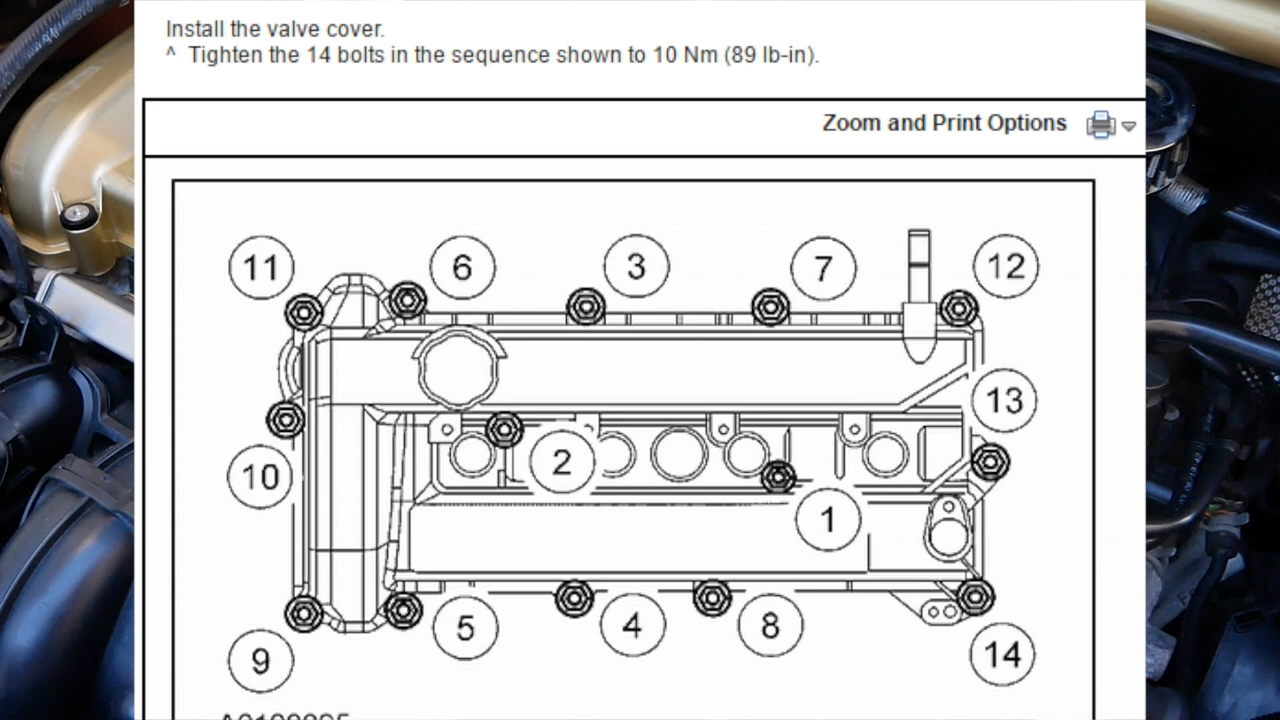 Install the valve cover.
^ Tighten the 14 bolts in the sequence shown to 10 Nm (89 lb-in).
Zoom and Print Options
11 6 3 7 12
13
2
10
1
5 4 8
9 14